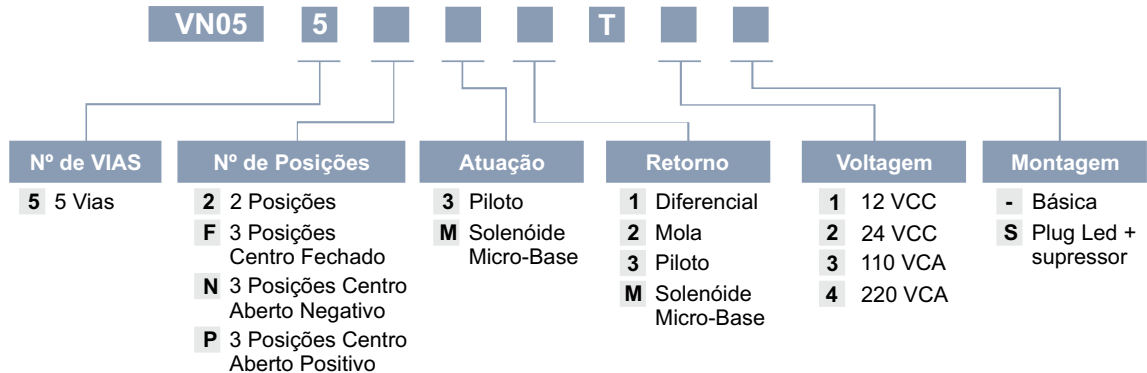 VN05 5 T
Nº de VIAS
5 5 Vias
Nº de Posições
2 2 Posições
F 3 Posições
Centro Fechado
N 3 Posições Centro
Aberto Negativo
P 3 Posições Centro
Aberto Positivo
Atuação
3 Piloto
M Solenóide
Micro-Base
Retorno
1 Diferencial
2 Mola
3 Piloto
M Solenóide
Micro-Base
Voltagem
1 12 VCC
2 24 VCC
3 110 VCA
4 220 VCA
Montagem
- Básica
S Plug Led +
supressor